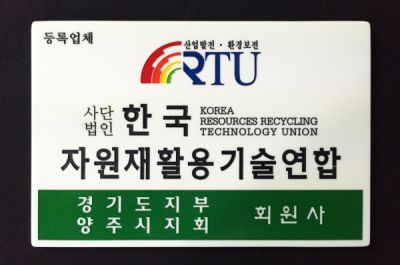 등록업체
산업발전 · 환경보전
RTU
사단
법인
한국
KOREA
RESOURCES RECYCLING
TECHNOLOGY UNION
자원재활용기술연합
경기도지부
양주시지회
회원사